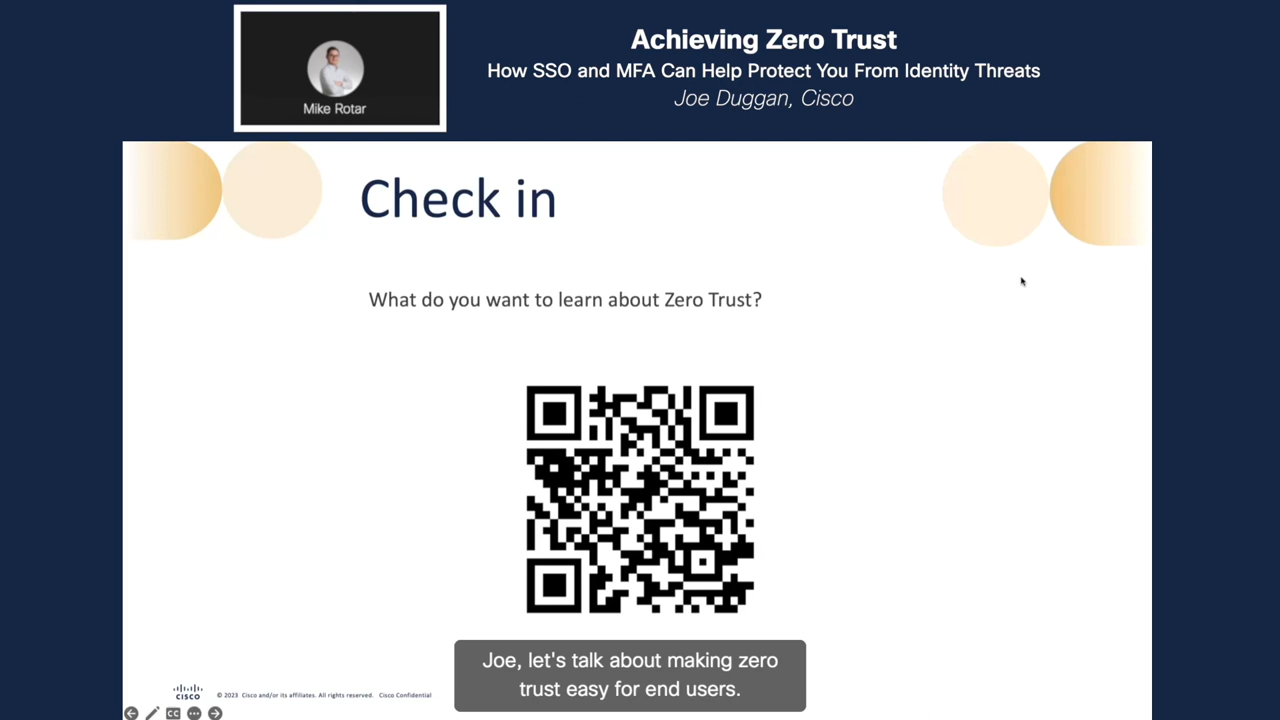 Achieving Zero Trust
How SSO and MFA Can Help Protect You From Identity Threats
Joe Duggan, Cisco
Mike Rotar
Check in
What do you want to learn about Zero Trust?
Joe, let's talk about making zero
trust easy for end users.
CISCO
© 2023 Cisco and/or its affiliates. All rights reserved. Cisco Confidential
CC